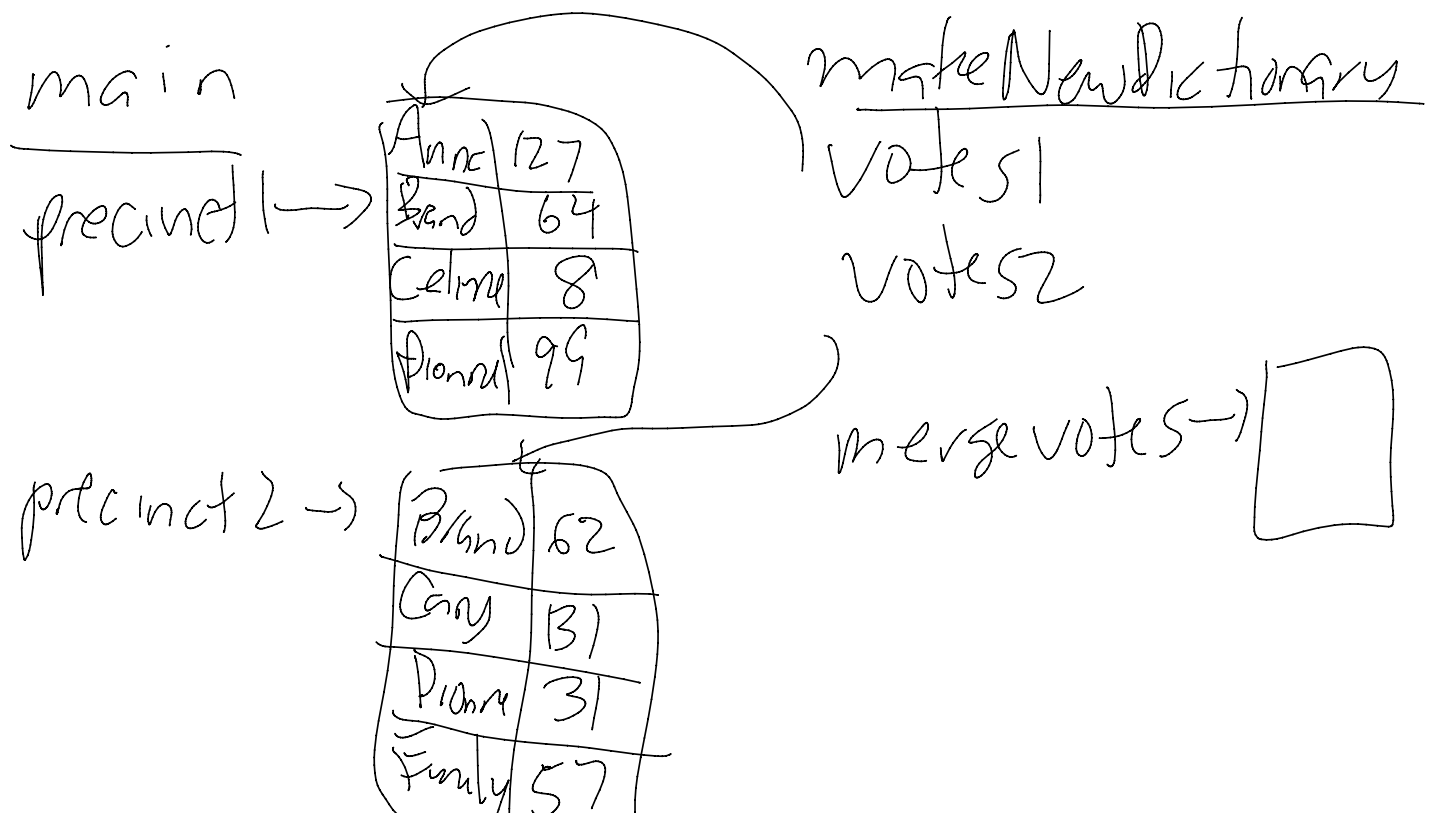 main
precinct1
Anne 127
Brand 64
Celine 8
Dionne 99
precinct2
Brand 62
Cary 131
Dionne 31
57
makeNewDictionary
votes1
votes2
mergevotes